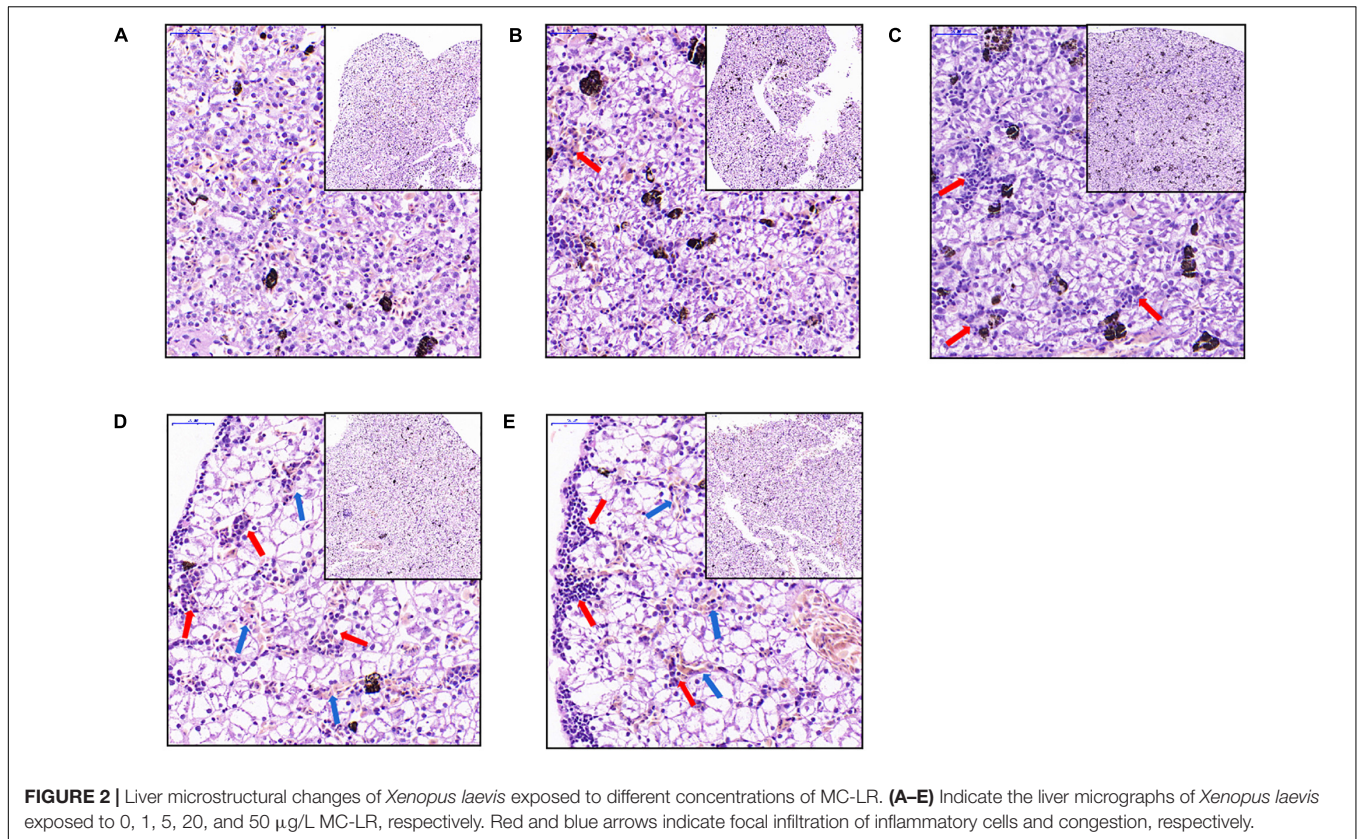 A
B
C
D
E
FIGURE 2 | Liver microstructural changes of Xenopus laevis exposed to different concentrations of MC-LR. (A–E) Indicate the liver micrographs of Xenopus laevis
exposed to 0, 1, 5, 20, and 50 μg/L MC-LR, respectively. Red and blue arrows indicate focal infiltration of inflammatory cells and congestion, respectively.